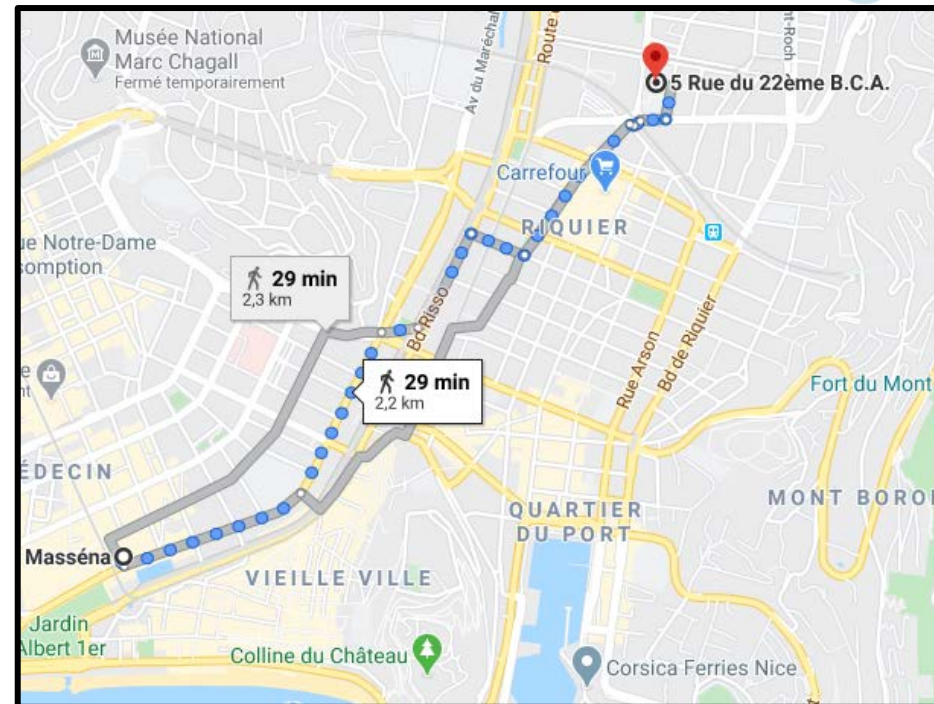 Musée National
Marc Chagall
Fermé temporairement
Av du Maréchal
Route
nt-Roch
5 Rue du 22ème B.C.A.
Carrefour
RIQUIER
ue Notre-Dame
somption
29 min
2,3 km
Bd Risso
29 min
2,2 km
Rue Arson
Bd de Riquier
Fort du Mont
ÉDECIN
QUARTIER
DU PORT
MONT BORO
Masséna
VIEILLE VILLE
Jardin
Albert 1er
Colline du Château
Corsica Ferries Nice